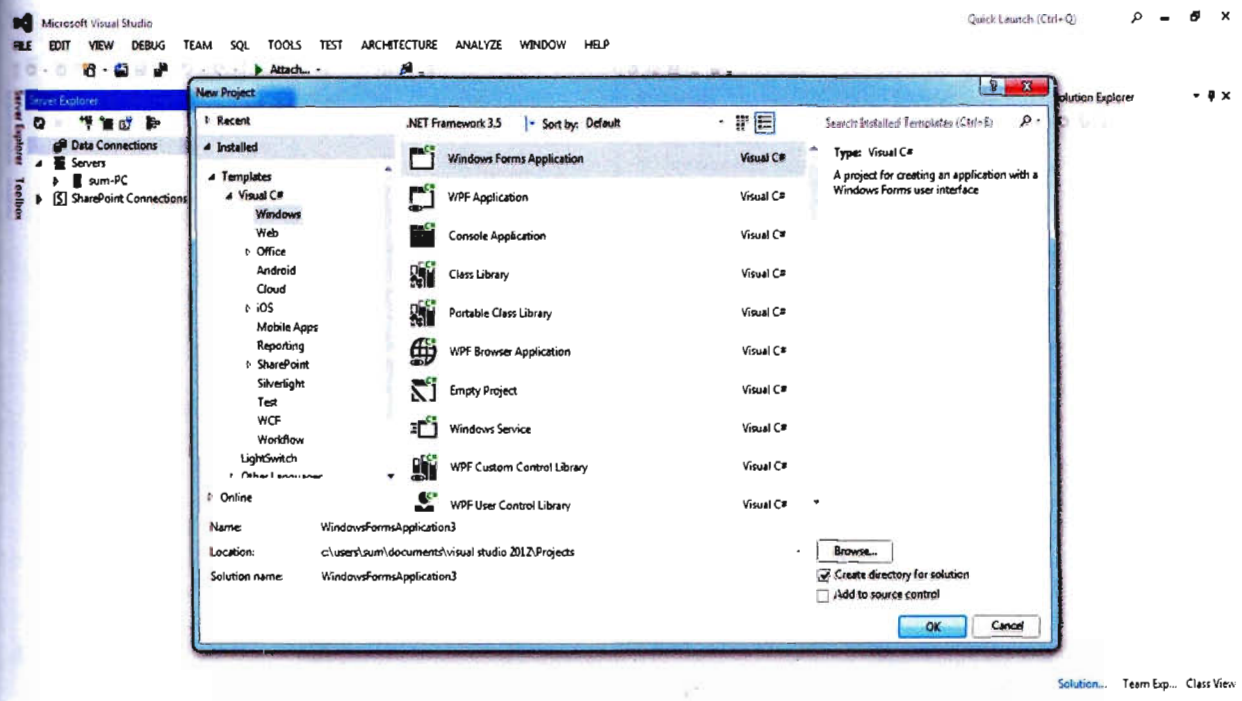 Microsoft Visual Studio
Quick Launch (Ctrl+Q)
FILE EDIT VIEW DEBUG TEAM SQL TOOLS TEST ARCHITECTURE ANALYZE WINDOW HELP
Attach...
Server Explorer
Toolbox
Server Explorer
Data Connections
Servers
sum-PC
SharePoint Connections
New Project
Recent
Installed
Templates
Visual C#
Windows
Web
Office
Android
Cloud
iOS
Mobile Apps
Reporting
SharePoint
Silverlight
Test
WCF
Workflow
LightSwitch
Other Languages
Online
.NET Framework 3.5 Sort by: Default
Windows Forms Application Visual C#
WPF Application Visual C#
Console Application Visual C#
Class Library Visual C#
Portable Class Library Visual C#
WPF Browser Application Visual C#
Empty Project Visual C#
Windows Service Visual C#
WPF Custom Control Library Visual C#
WPF User Control Library Visual C#
Search Installed Templates (Ctrl+E)
Type: Visual C#
A project for creating an application with a
Windows Forms user interface
Name: WindowsFormsApplication3
Location: c:\users\sum\documents\visual studio 2012\Projects
Solution name: WindowsFormsApplication3
Browse...
Create directory for solution
Add to source control
OK Cancel
olution Explorer
Solution... Team Exp... Class View